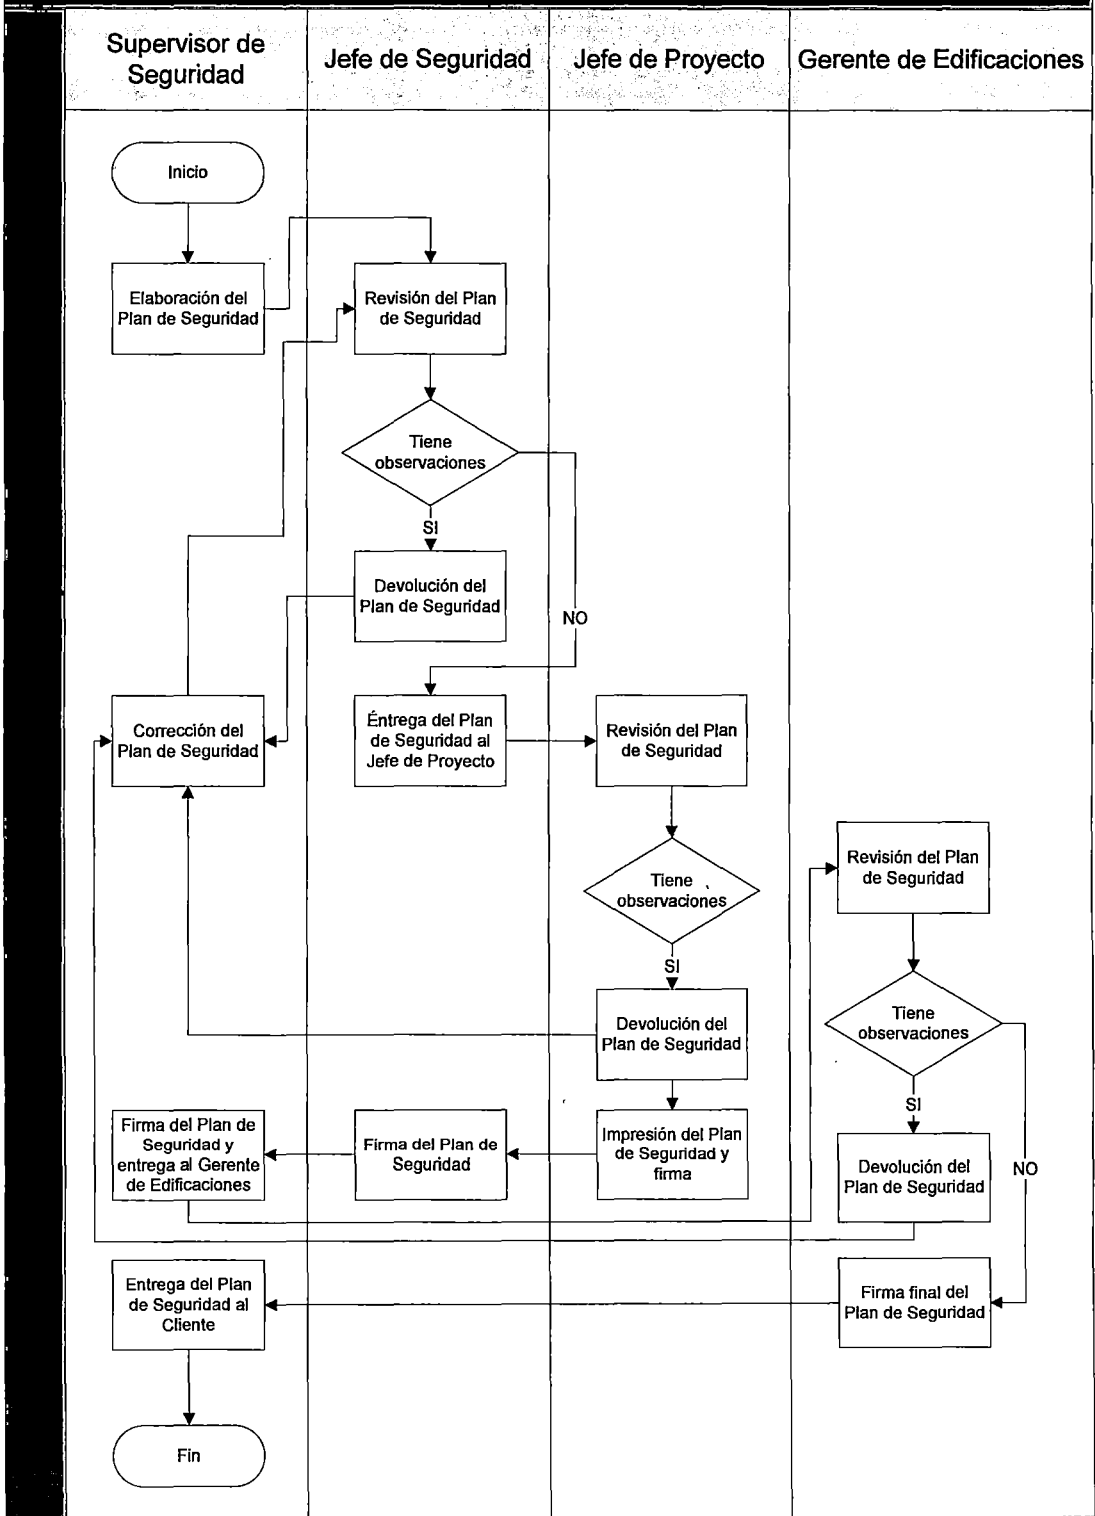 Supervisor de
Seguridad
Jefe de Seguridad
Jefe de Proyecto
Gerente de Edificaciones
Inicio
Elaboración del
Plan de Seguridad
Revisión del Plan
de Seguridad
Tiene
observaciones
SI
Devolución del
Plan de Seguridad
NO
Corrección del
Plan de Seguridad
Éntrega del Plan
de Seguridad al
Jefe de Proyecto
Revisión del Plan
de Seguridad
Revisión del Plan
de Seguridad
Tiene
observaciones
SI
Devolución del
Plan de Seguridad
Tiene
observaciones
SI
Firma del Plan de
Seguridad y
entrega al Gerente
de Edificaciones
Firma del Plan de
Seguridad
Impresión del Plan
de Seguridad y
firma
Devolución del
Plan de Seguridad
NO
Entrega del Plan
de Seguridad al
Cliente
Firma final del
Plan de Seguridad
Fin